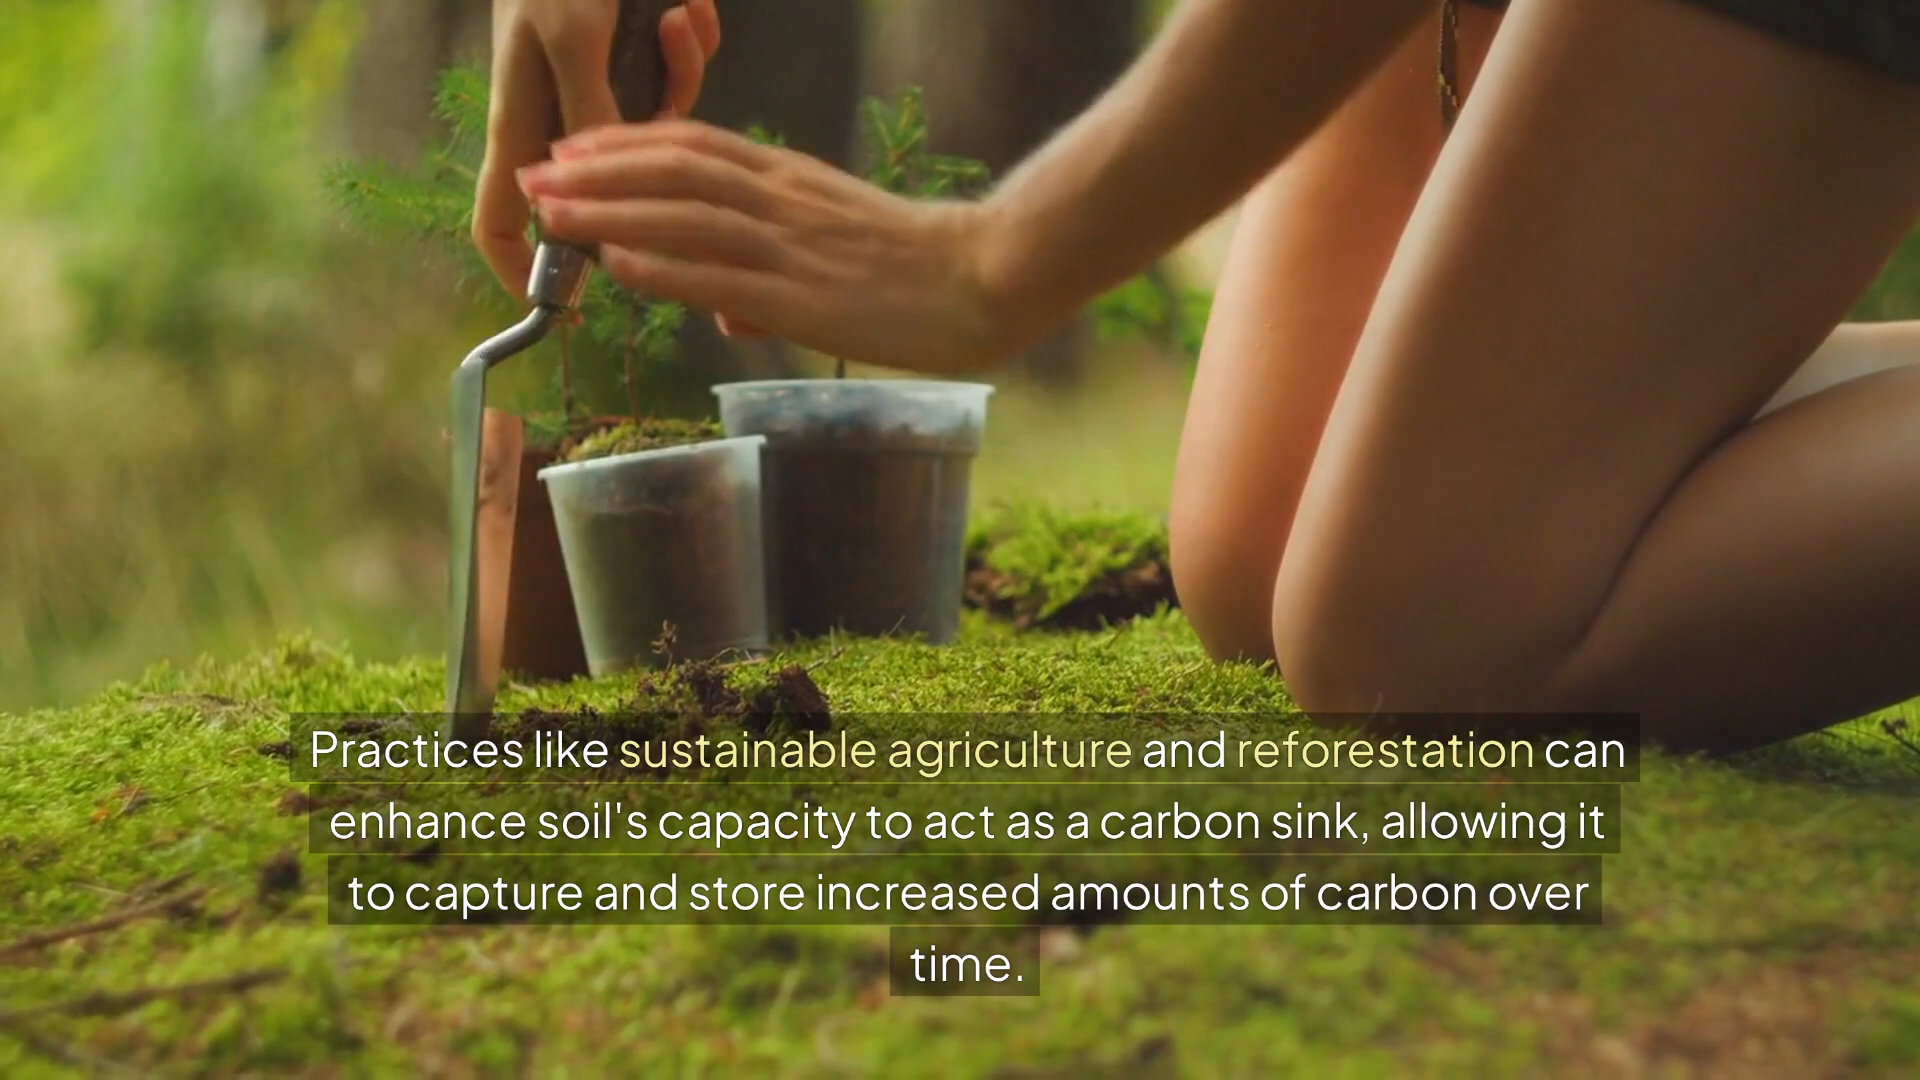 Practices like sustainable agriculture and reforestation can
enhance soil's capacity to act as a carbon sink, allowing it
to capture and store increased amounts of carbon over
time.